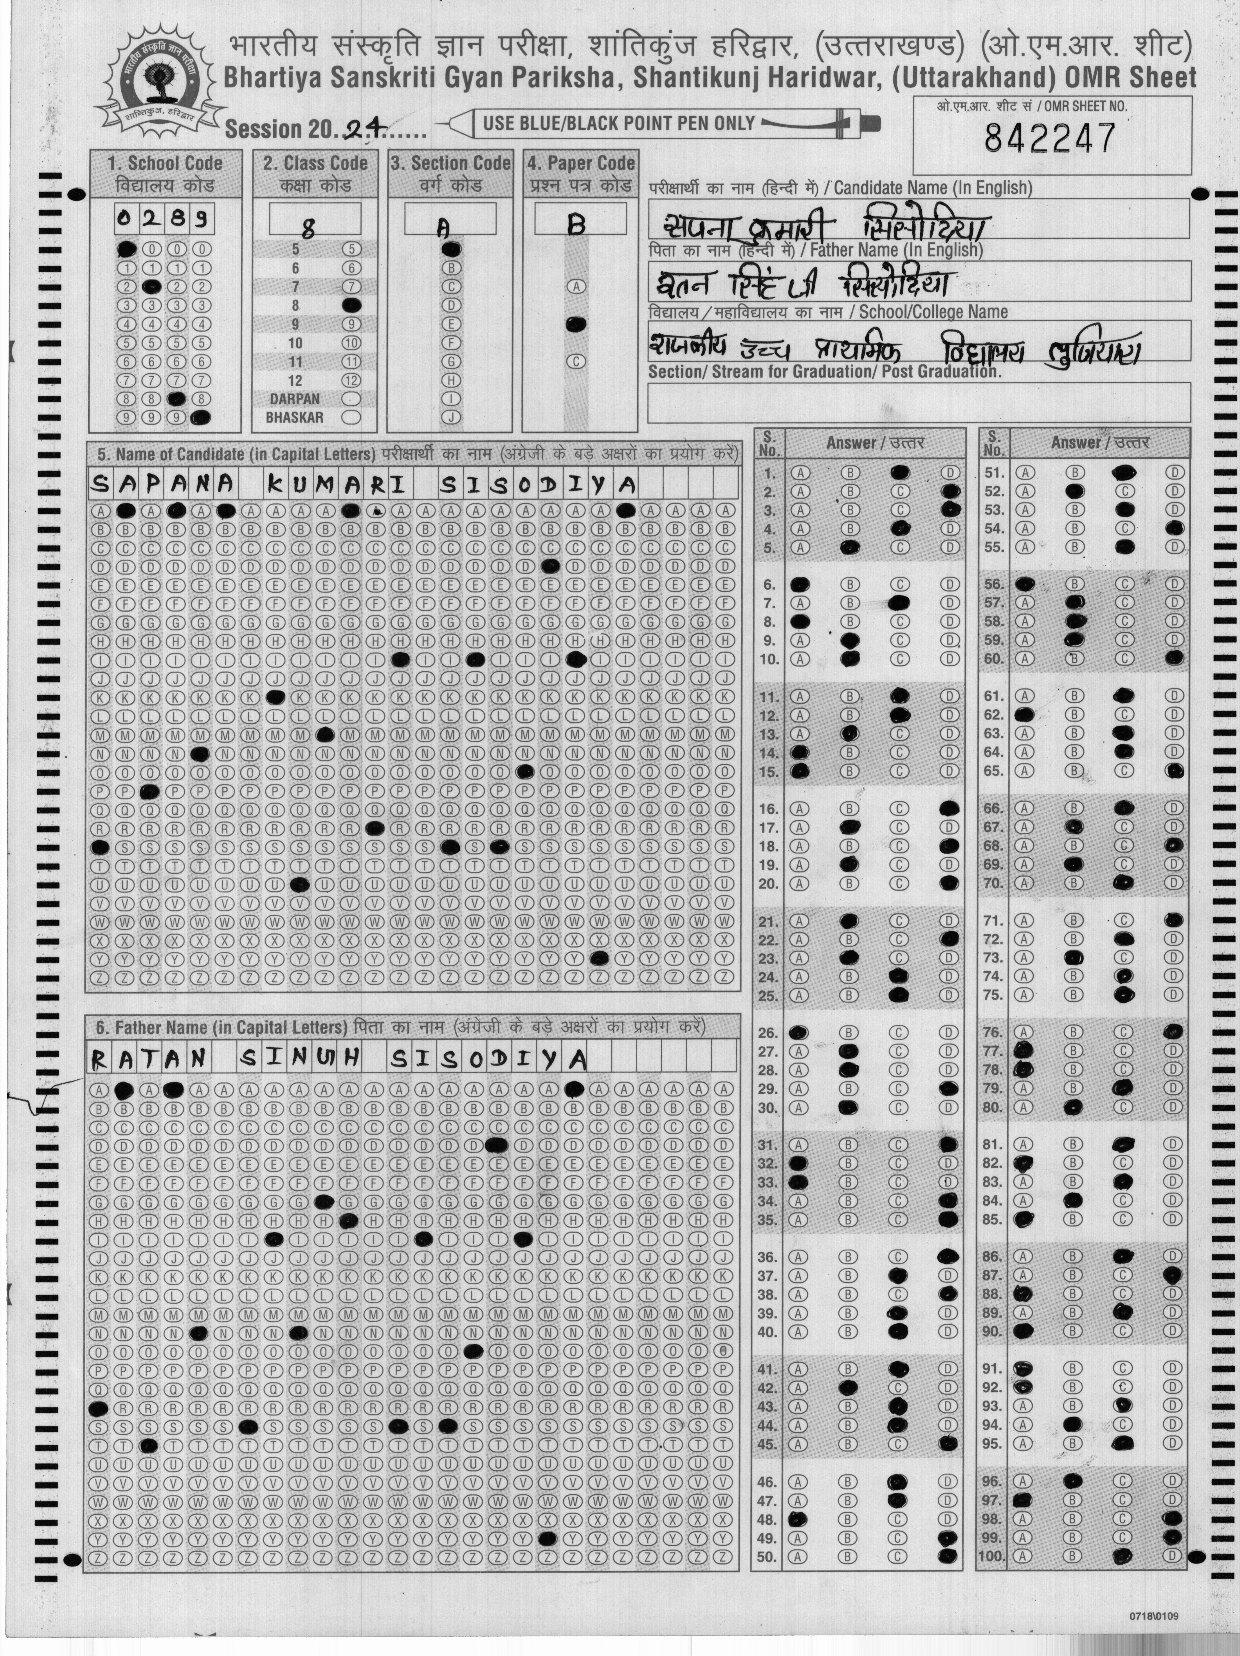 भारतीय संस्कृति ज्ञान परीक्षा, शांतिकुंज हरिद्वार, (उत्तराखण्ड) (ओ.एम.आर. शीट)
Bhartiya Sanskriti Gyan Pariksha, Shantikunj Haridwar, (Uttarakhand) OMR Sheet
Session 20..24......
USE BLUE/BLACK POINT PEN ONLY
ओ.एम.आर. शीट सं / OMR SHEET NO.
842247
1. School Code
विद्यालय कोड
0289
2. Class Code
कक्षा कोड
8
5
6
7
8
9
10
11
12
DARPAN
BHASKAR
3. Section Code
वर्ग कोड
A
4. Paper Code
प्रश्न पत्र कोड
B
परीक्षार्थी का नाम (हिन्दी में) / Candidate Name (In English)
सपना कुमारी सिसोदिया
पिता का नाम (हिन्दी में) / Father Name (In English)
रतन सिंह जी सिसोदिया
विद्यालय/महाविद्यालय का नाम / School/College Name
राजकीय उच्च प्राथमिक विद्यालय
Section/ Stream for Graduation/ Post Graduation.
5. Name of Candidate (in Capital Letters) परीक्षार्थी का नाम (अंग्रेजी के बड़े अक्षरों का प्रयोग करें)
SAPANA KUMARI SISODIYA
6. Father Name (in Capital Letters) पिता का नाम (अंग्रेजी के बड़े अक्षरों का प्रयोग करें)
RATAN SINGH SISODIYA
S. No. Answer / उत्तर
S. No. Answer / उत्तर
0718\0109